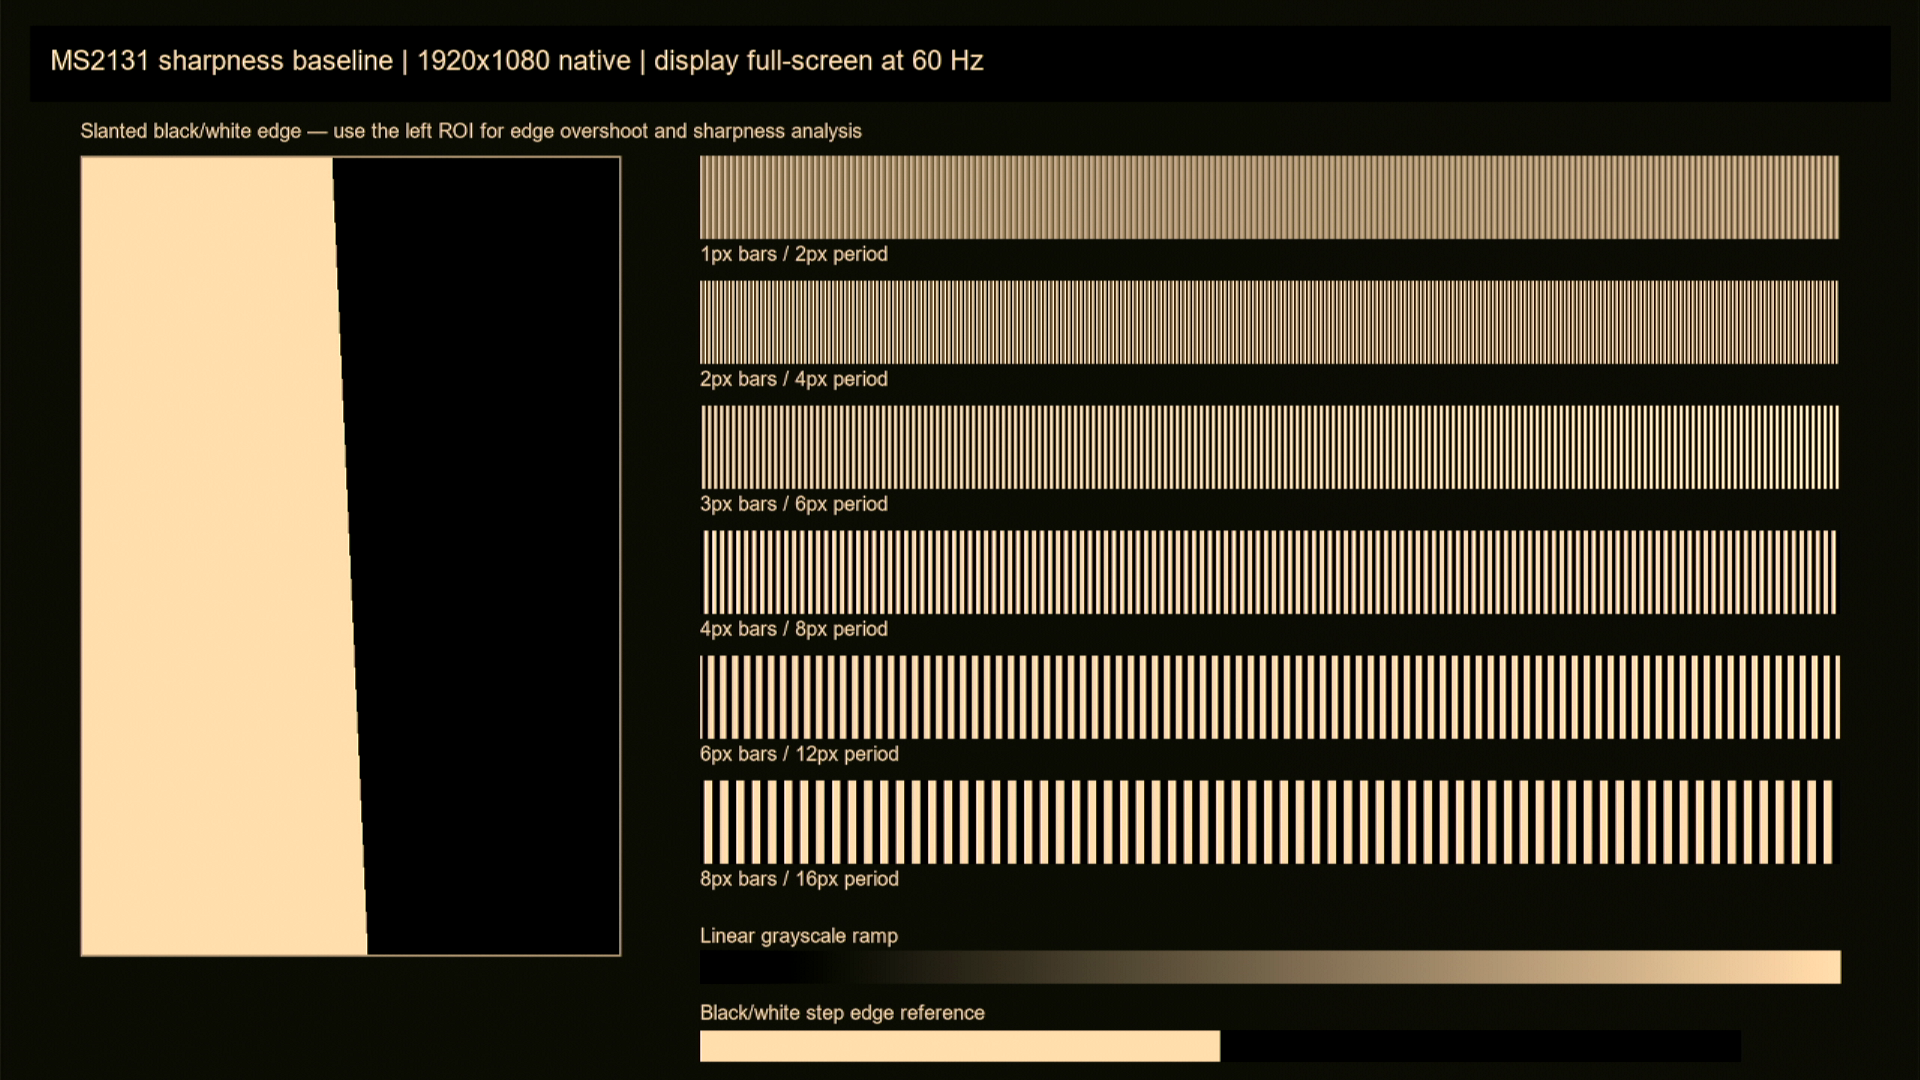 MS2131 sharpness baseline | 1920x1080 native | display full-screen at 60 Hz
Slanted black/white edge — use the left ROI for edge overshoot and sharpness analysis
1px bars / 2px period
2px bars / 4px period
3px bars / 6px period
4px bars / 8px period
6px bars / 12px period
8px bars / 16px period
Linear grayscale ramp
Black/white step edge reference